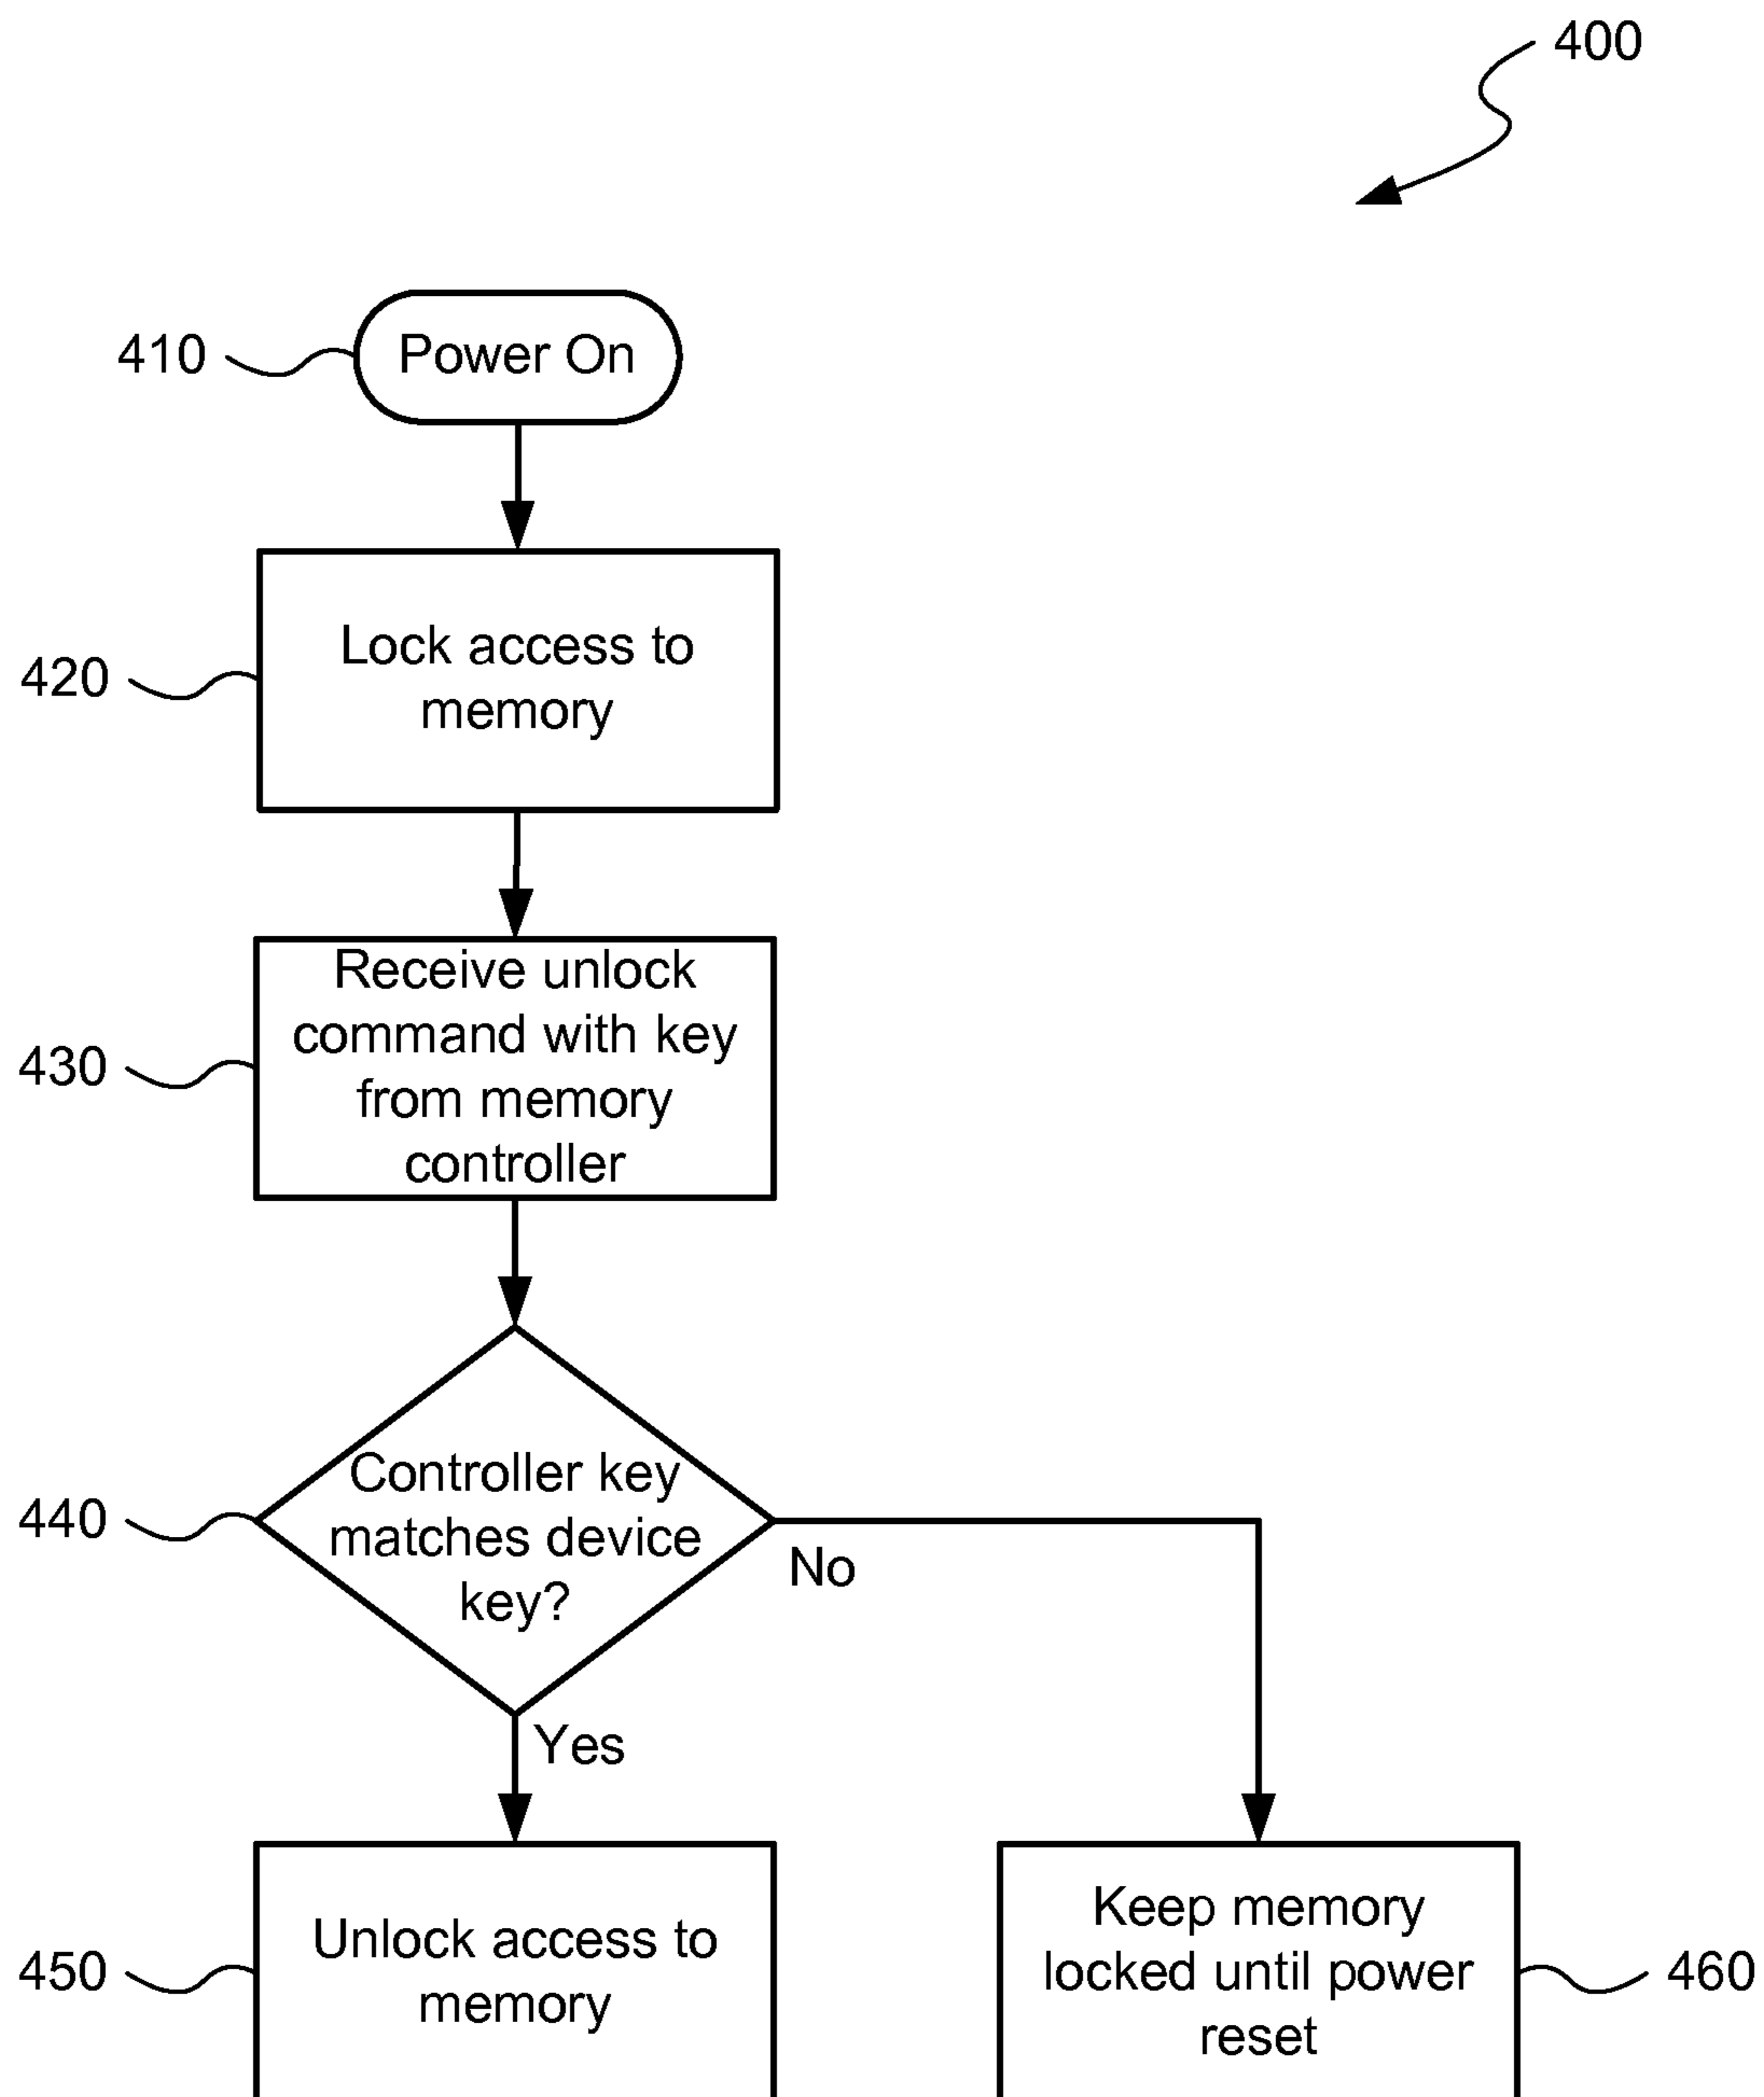 400
410
Power On
420
Lock access to
memory
430
Receive unlock
command with key
from memory
controller
440
Controller key
matches device
key?
No
Yes
450
Unlock access to
memory
Keep memory
locked until power
reset
460